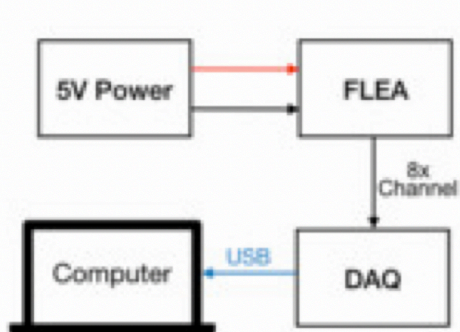 5V Power
FLEA
8x
Channel
USB
Computer
DAQ